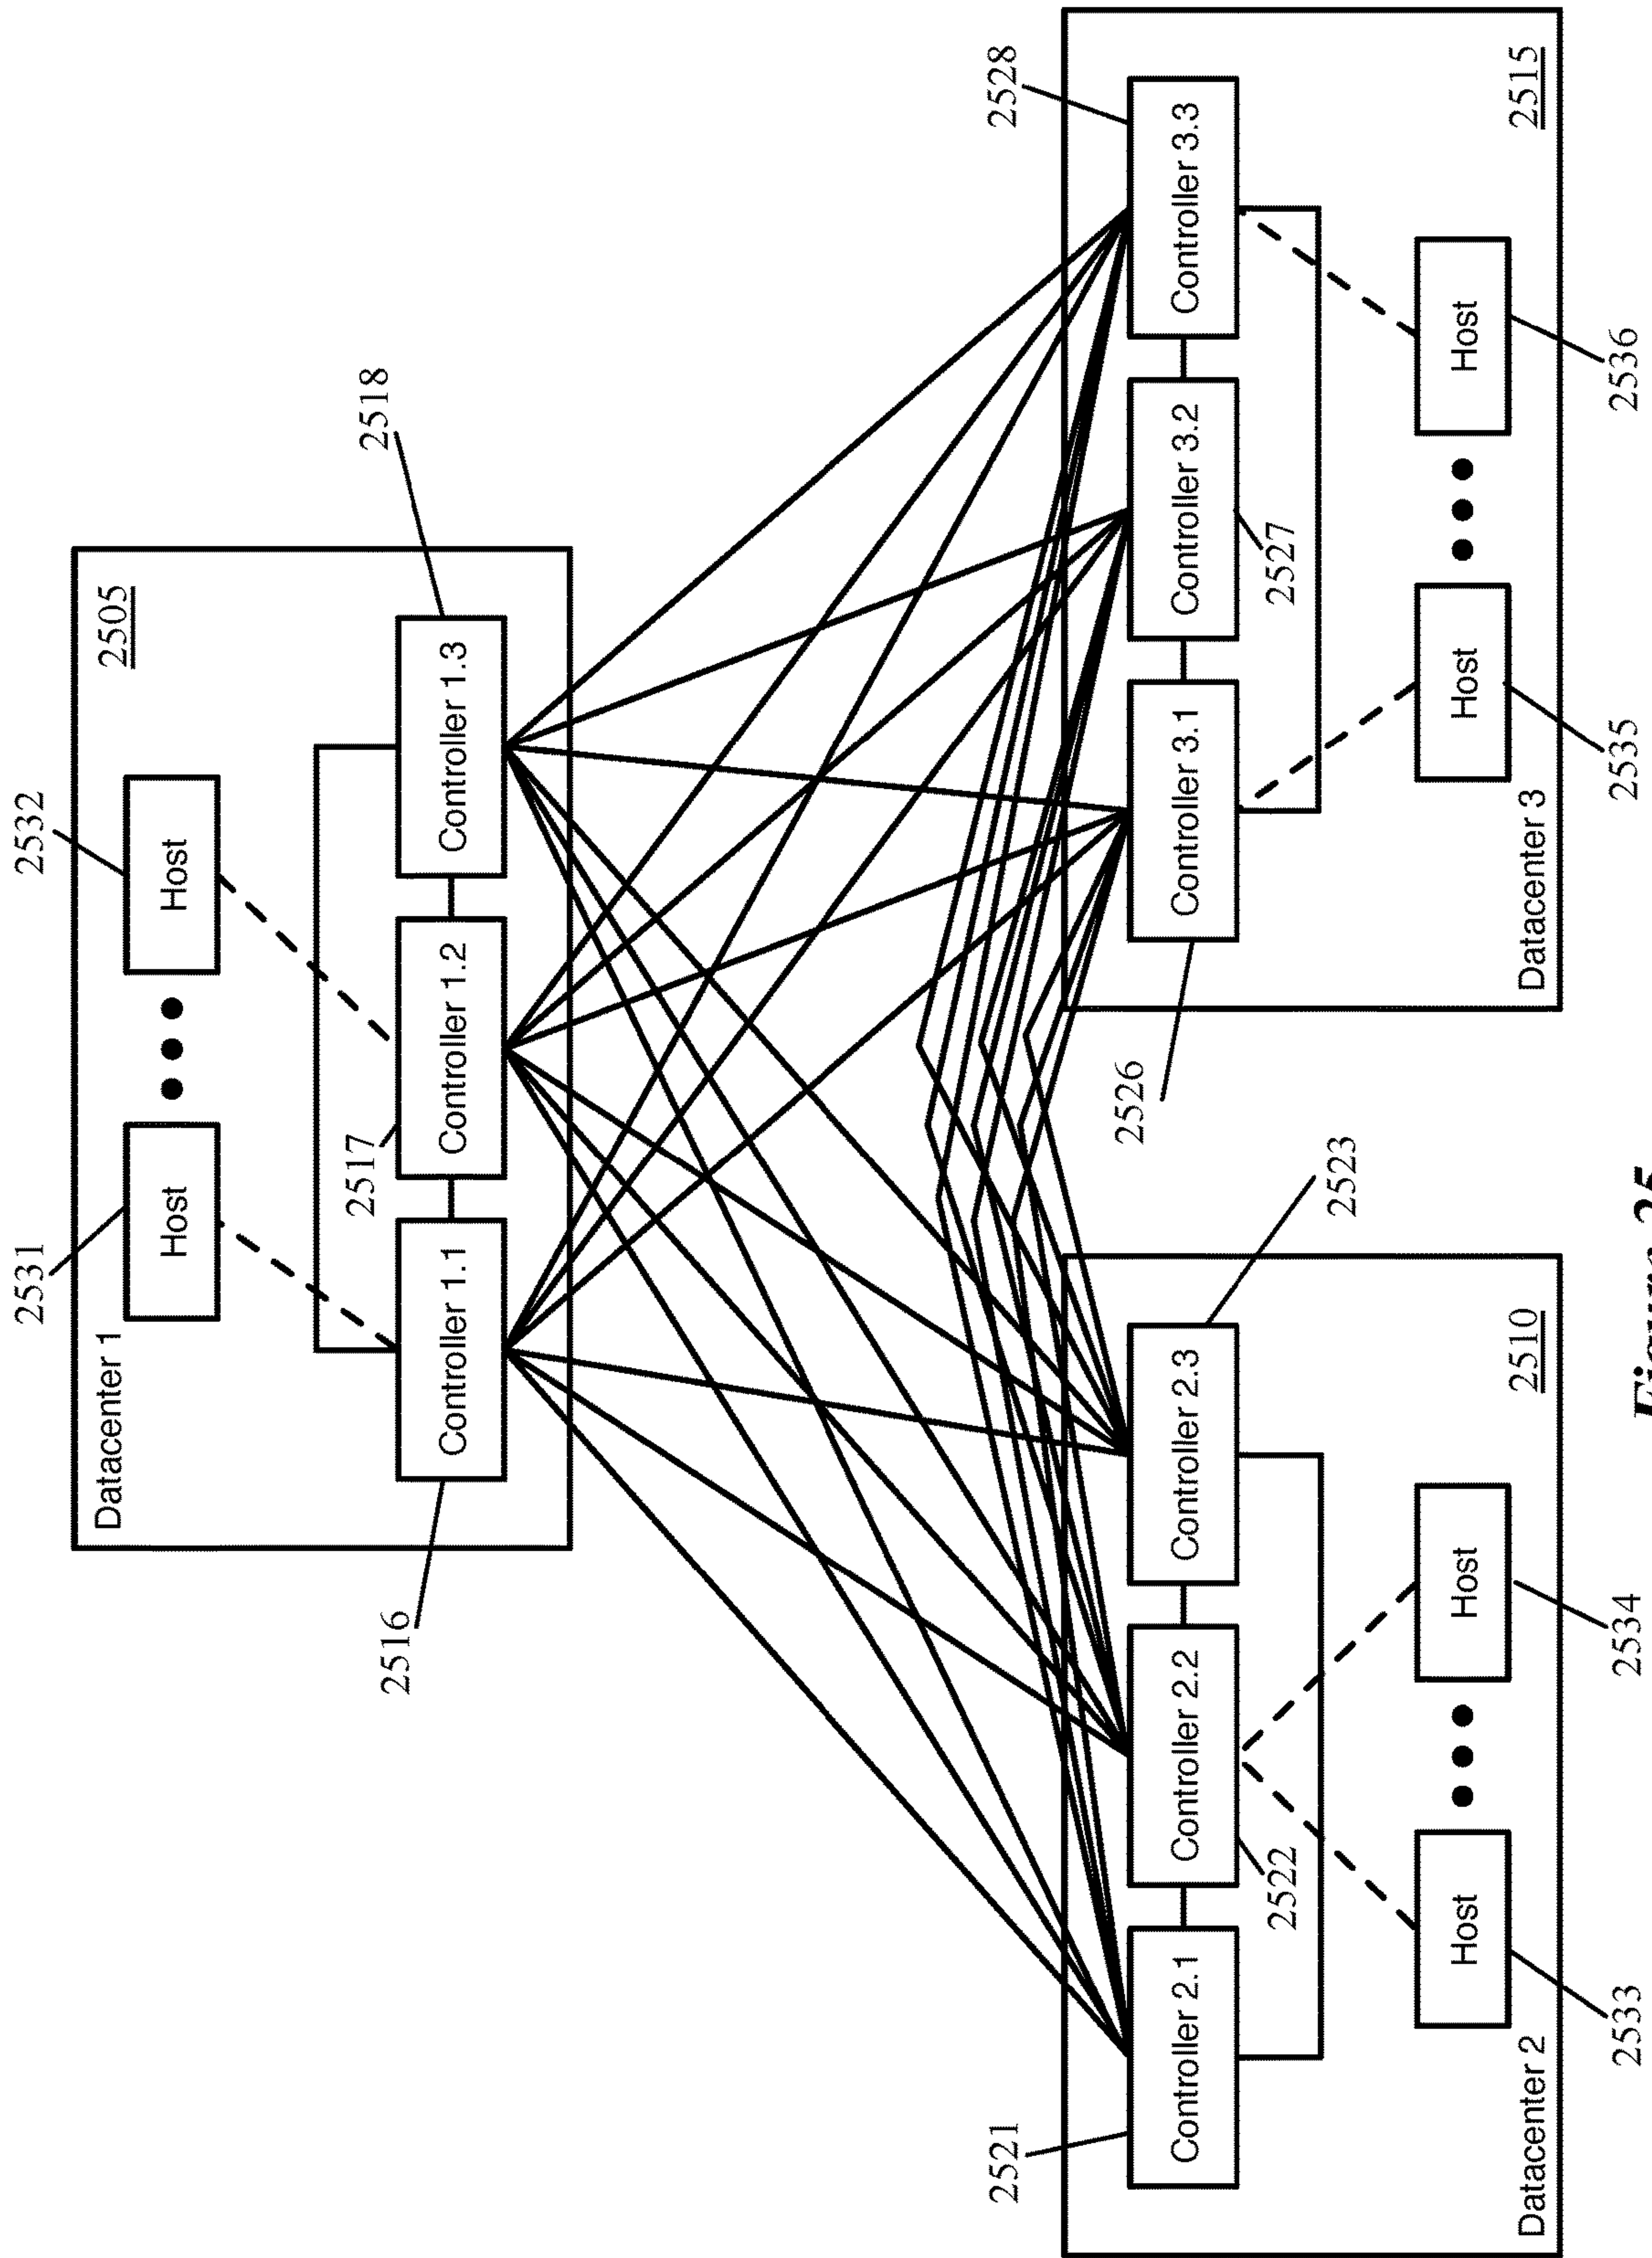 2531
2532
Datacenter 1
2505
Host
Host
2517
2516
2518
Controller 1.1
Controller 1.2
Controller 1.3
2521
2523
2526
2528
Controller 2.1
Controller 2.2
Controller 2.3
2522
Host
Host
Datacenter 2
2510
2533
2534
Controller 3.1
Controller 3.2
Controller 3.3
2527
Host
Host
Datacenter 3
2515
2535
2536
Figure 25